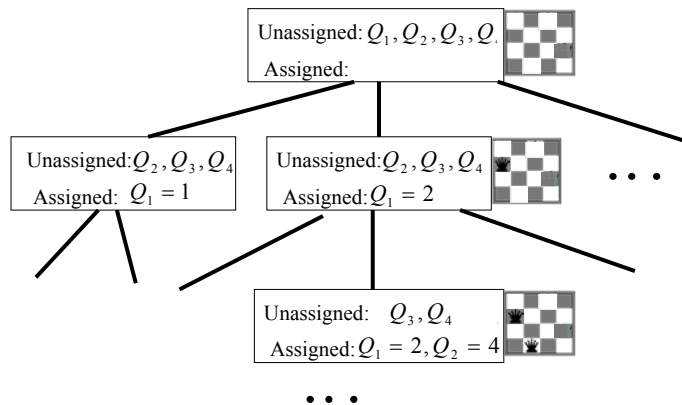 Unassigned: Q₁, Q₂, Q₃, Q
Assigned:
Unassigned: Q₂, Q₃, Q₄
Assigned: Q₁ = 1
Unassigned: Q₂, Q₃, Q₄
Assigned: Q₁ = 2
• • •
Unassigned: Q₃, Q₄
Assigned: Q₁ = 2, Q₂ = 4
• • •